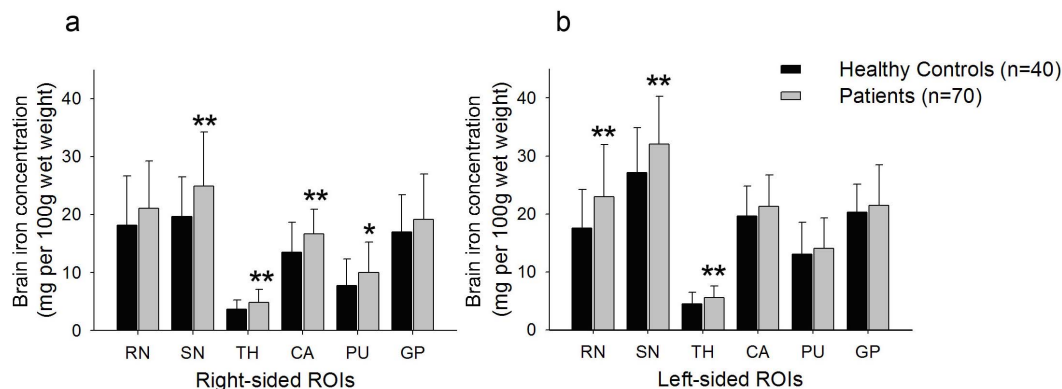 a
Brain iron concentration
(mg per 100g wet weight)
40
30
20
10
0
**
**
**
*
RN SN TH CA PU GP
Right-sided ROIs
b
Healthy Controls (n=40)
Patients (n=70)
Brain iron concentration
(mg per 100g wet weight)
40
30
20
10
0
**
**
**
RN SN TH CA PU GP
Left-sided ROIs